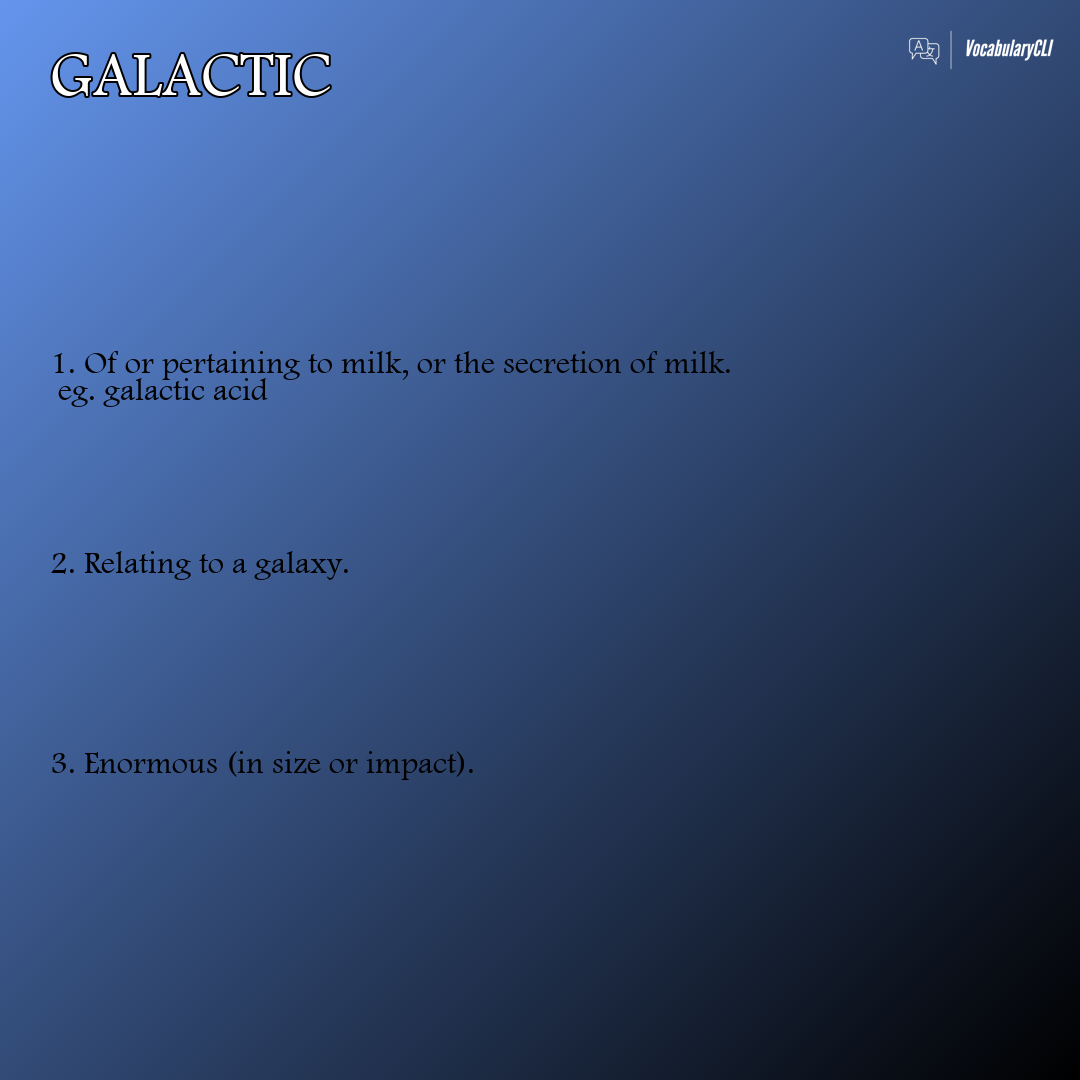 GALACTIC
VocabularyCLI
1. Of or pertaining to milk, or the secretion of milk.
eg. galactic acid
2. Relating to a galaxy.
3. Enormous (in size or impact).